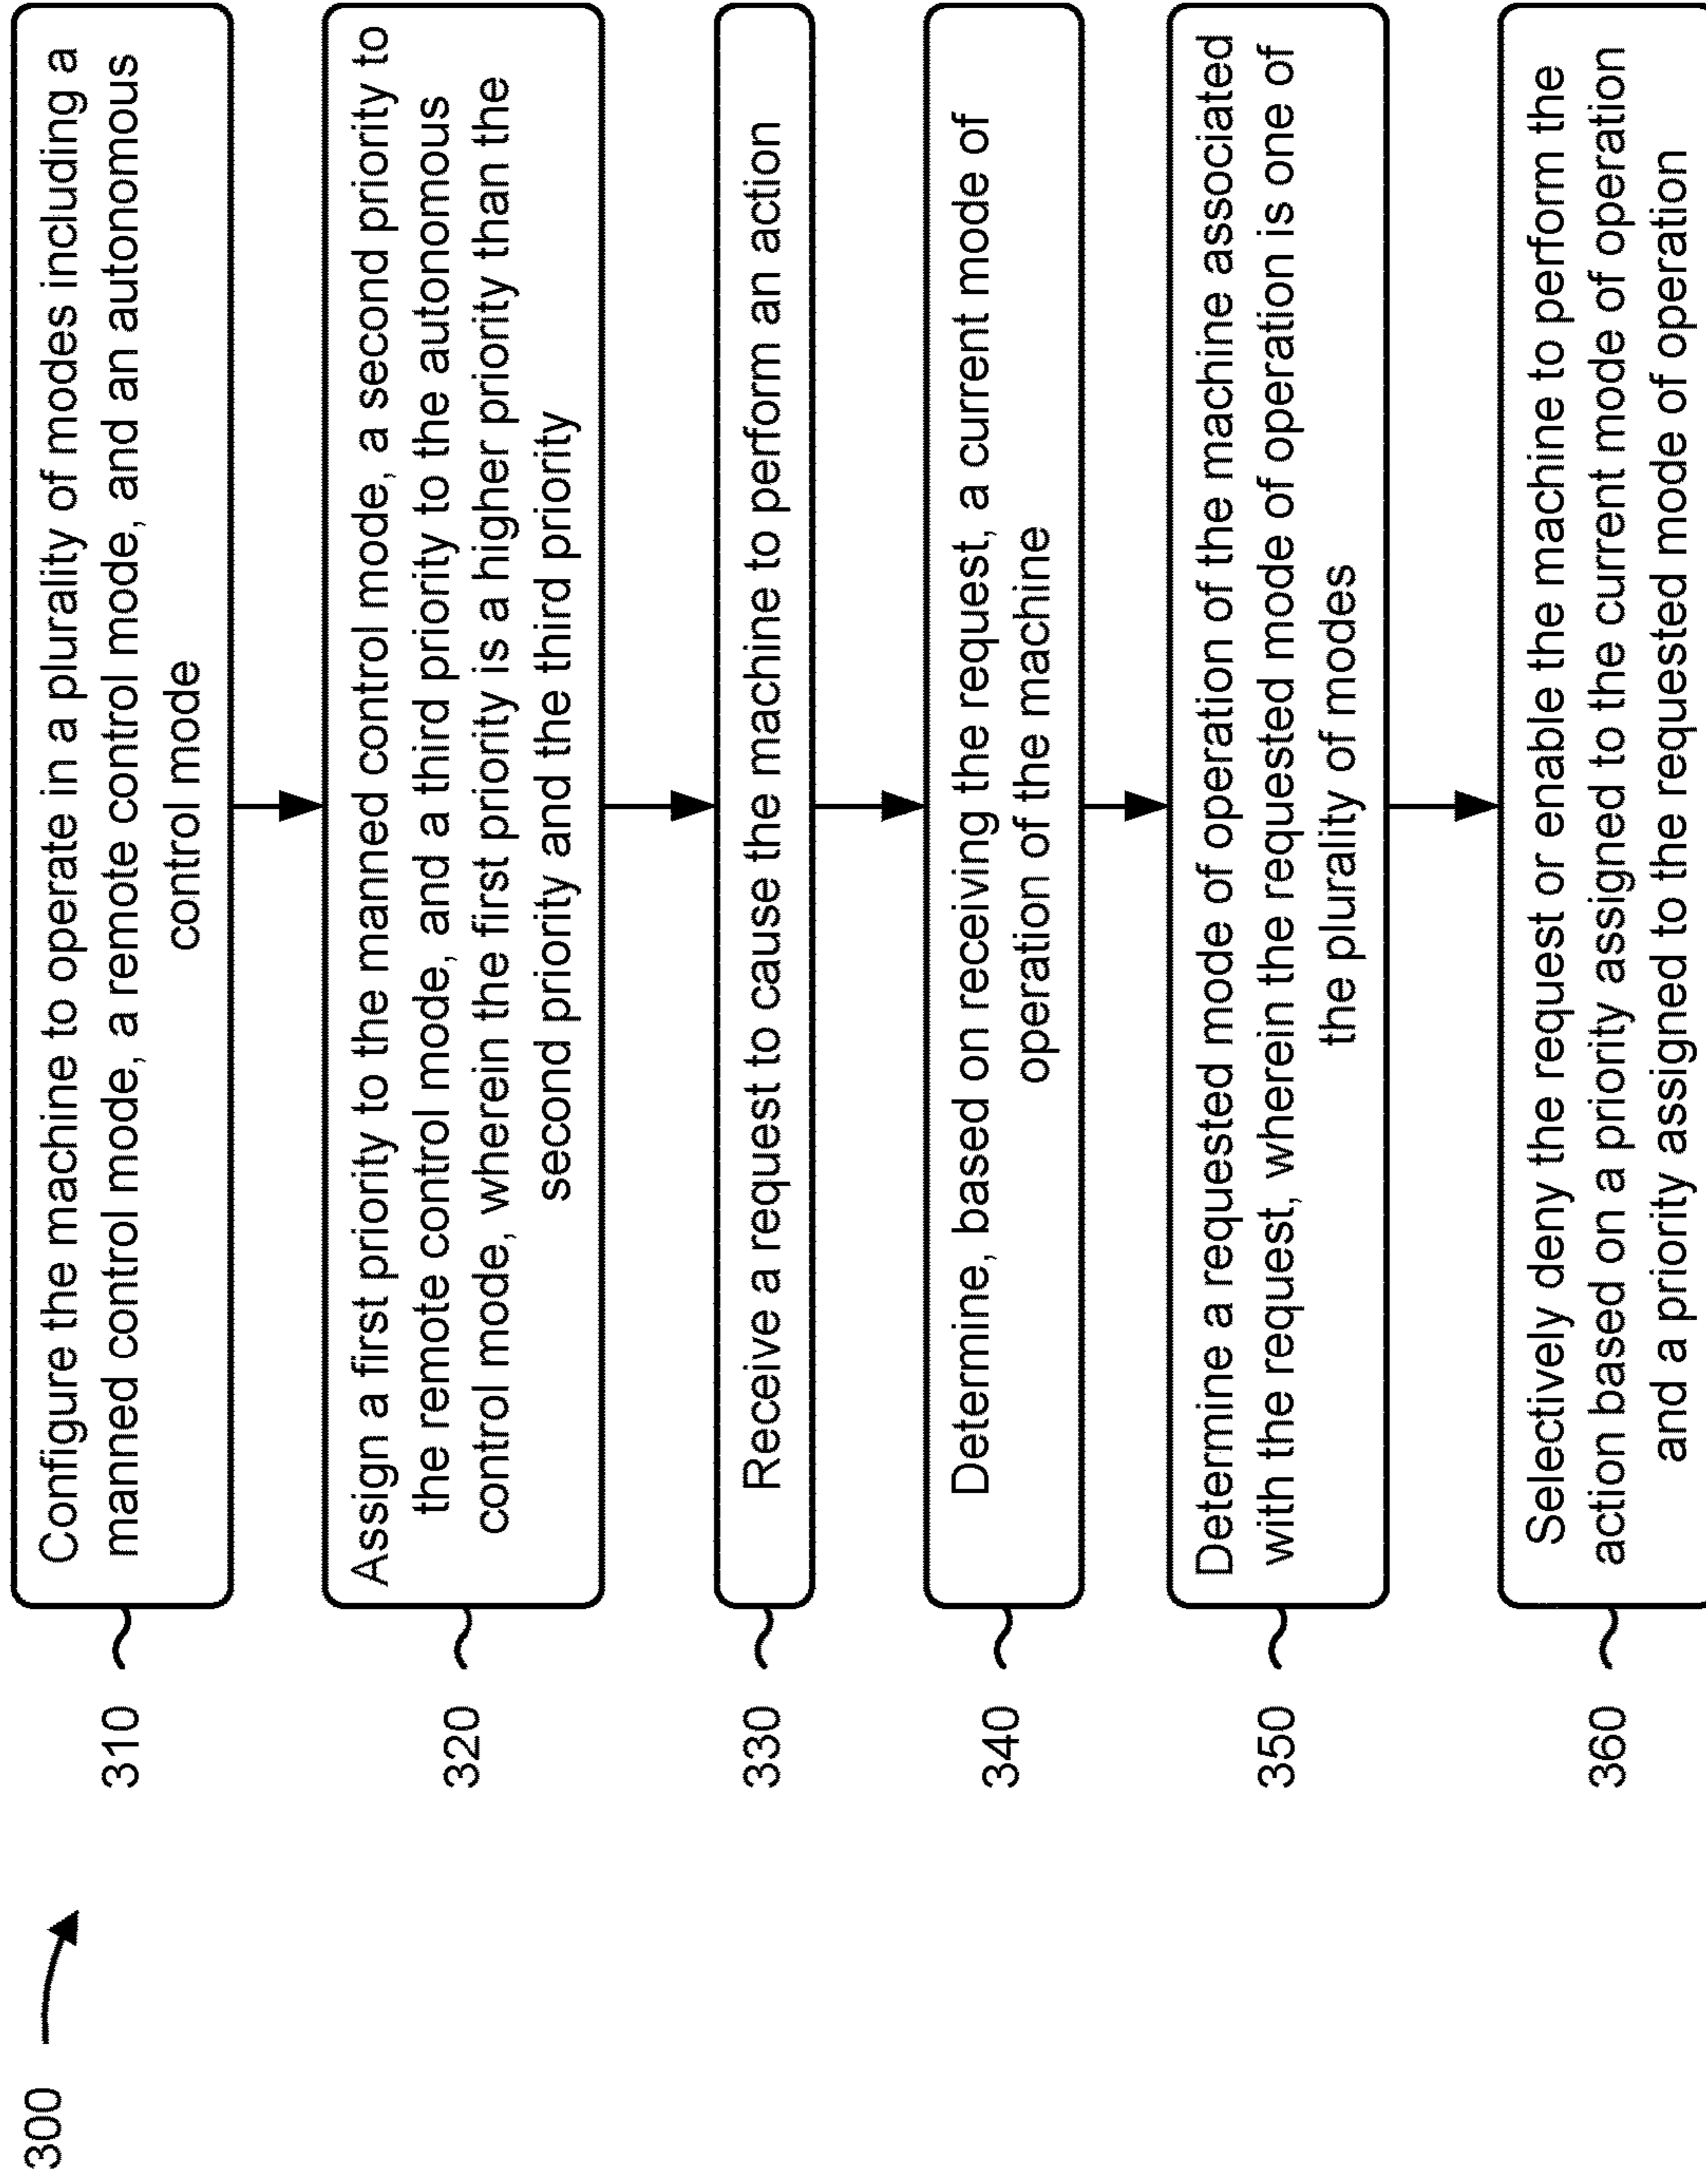 300
310
Configure the machine to operate in a plurality of modes including a
manned control mode, a remote control mode, and an autonomous
control mode
320
Assign a first priority to the manned control mode, a second priority to
the remote control mode, and a third priority to the autonomous
control mode, wherein the first priority is a higher priority than the
second priority and the third priority
330
Receive a request to cause the machine to perform an action
340
Determine, based on receiving the request, a current mode of
operation of the machine
350
Determine a requested mode of operation of the machine associated
with the request, wherein the requested mode of operation is one of
the plurality of modes
360
Selectively deny the request or enable the machine to perform the
action based on a priority assigned to the current mode of operation
and a priority assigned to the requested mode of operation